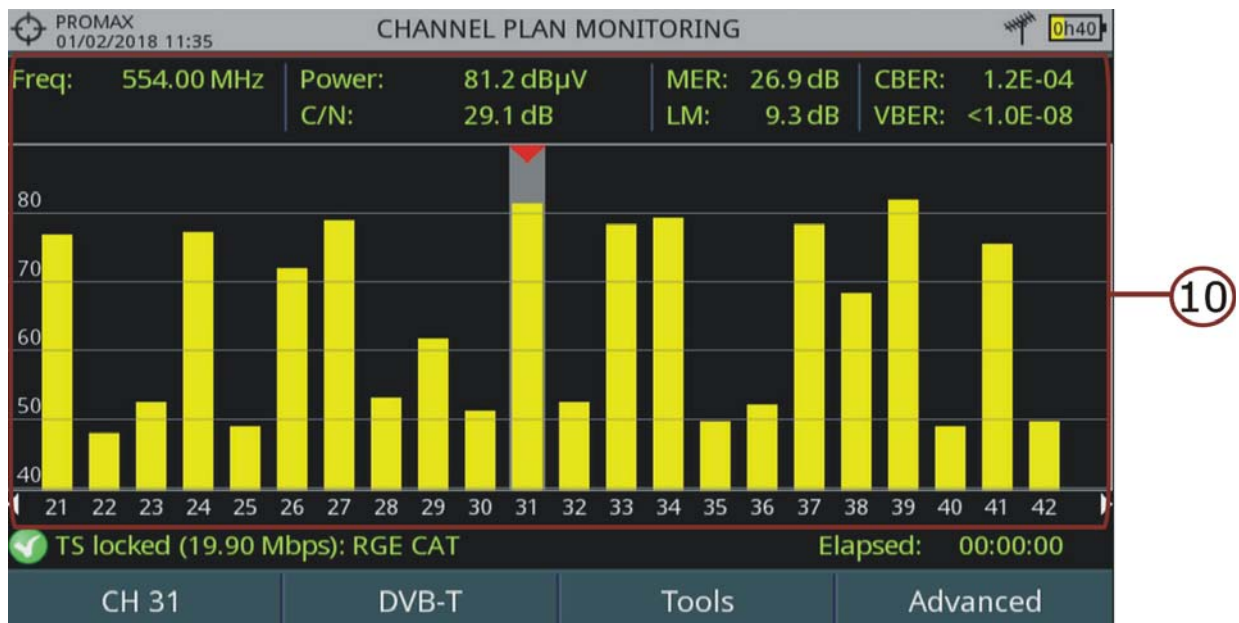 PROMAX
01/02/2018 11:35
CHANNEL PLAN MONITORING
0h40
Freq: 554.00 MHz Power: 81.2 dBµV MER: 26.9 dB CBER: 1.2E-04
C/N: 29.1 dB LM: 9.3 dB VBER: <1.0E-08
80
70
60
50
40
21 22 23 24 25 26 27 28 29 30 31 32 33 34 35 36 37 38 39 40 41 42
10
TS locked (19.90 Mbps): RGE CAT Elapsed: 00:00:00
CH 31 DVB-T Tools Advanced